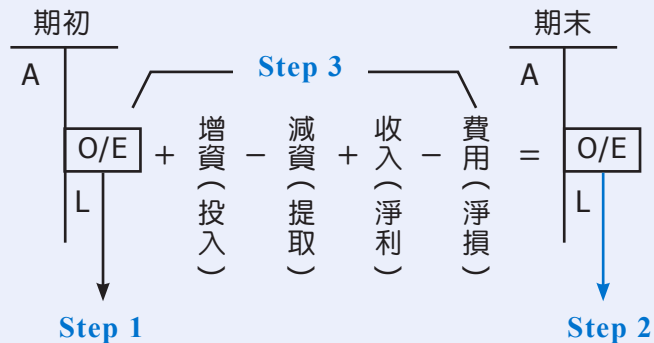 期初
期末
A
A
Step 3
O/E + 增資(投入) − 減資(提取) + 收入(淨利) − 費用(淨損) = O/E
L
L
Step 1
Step 2